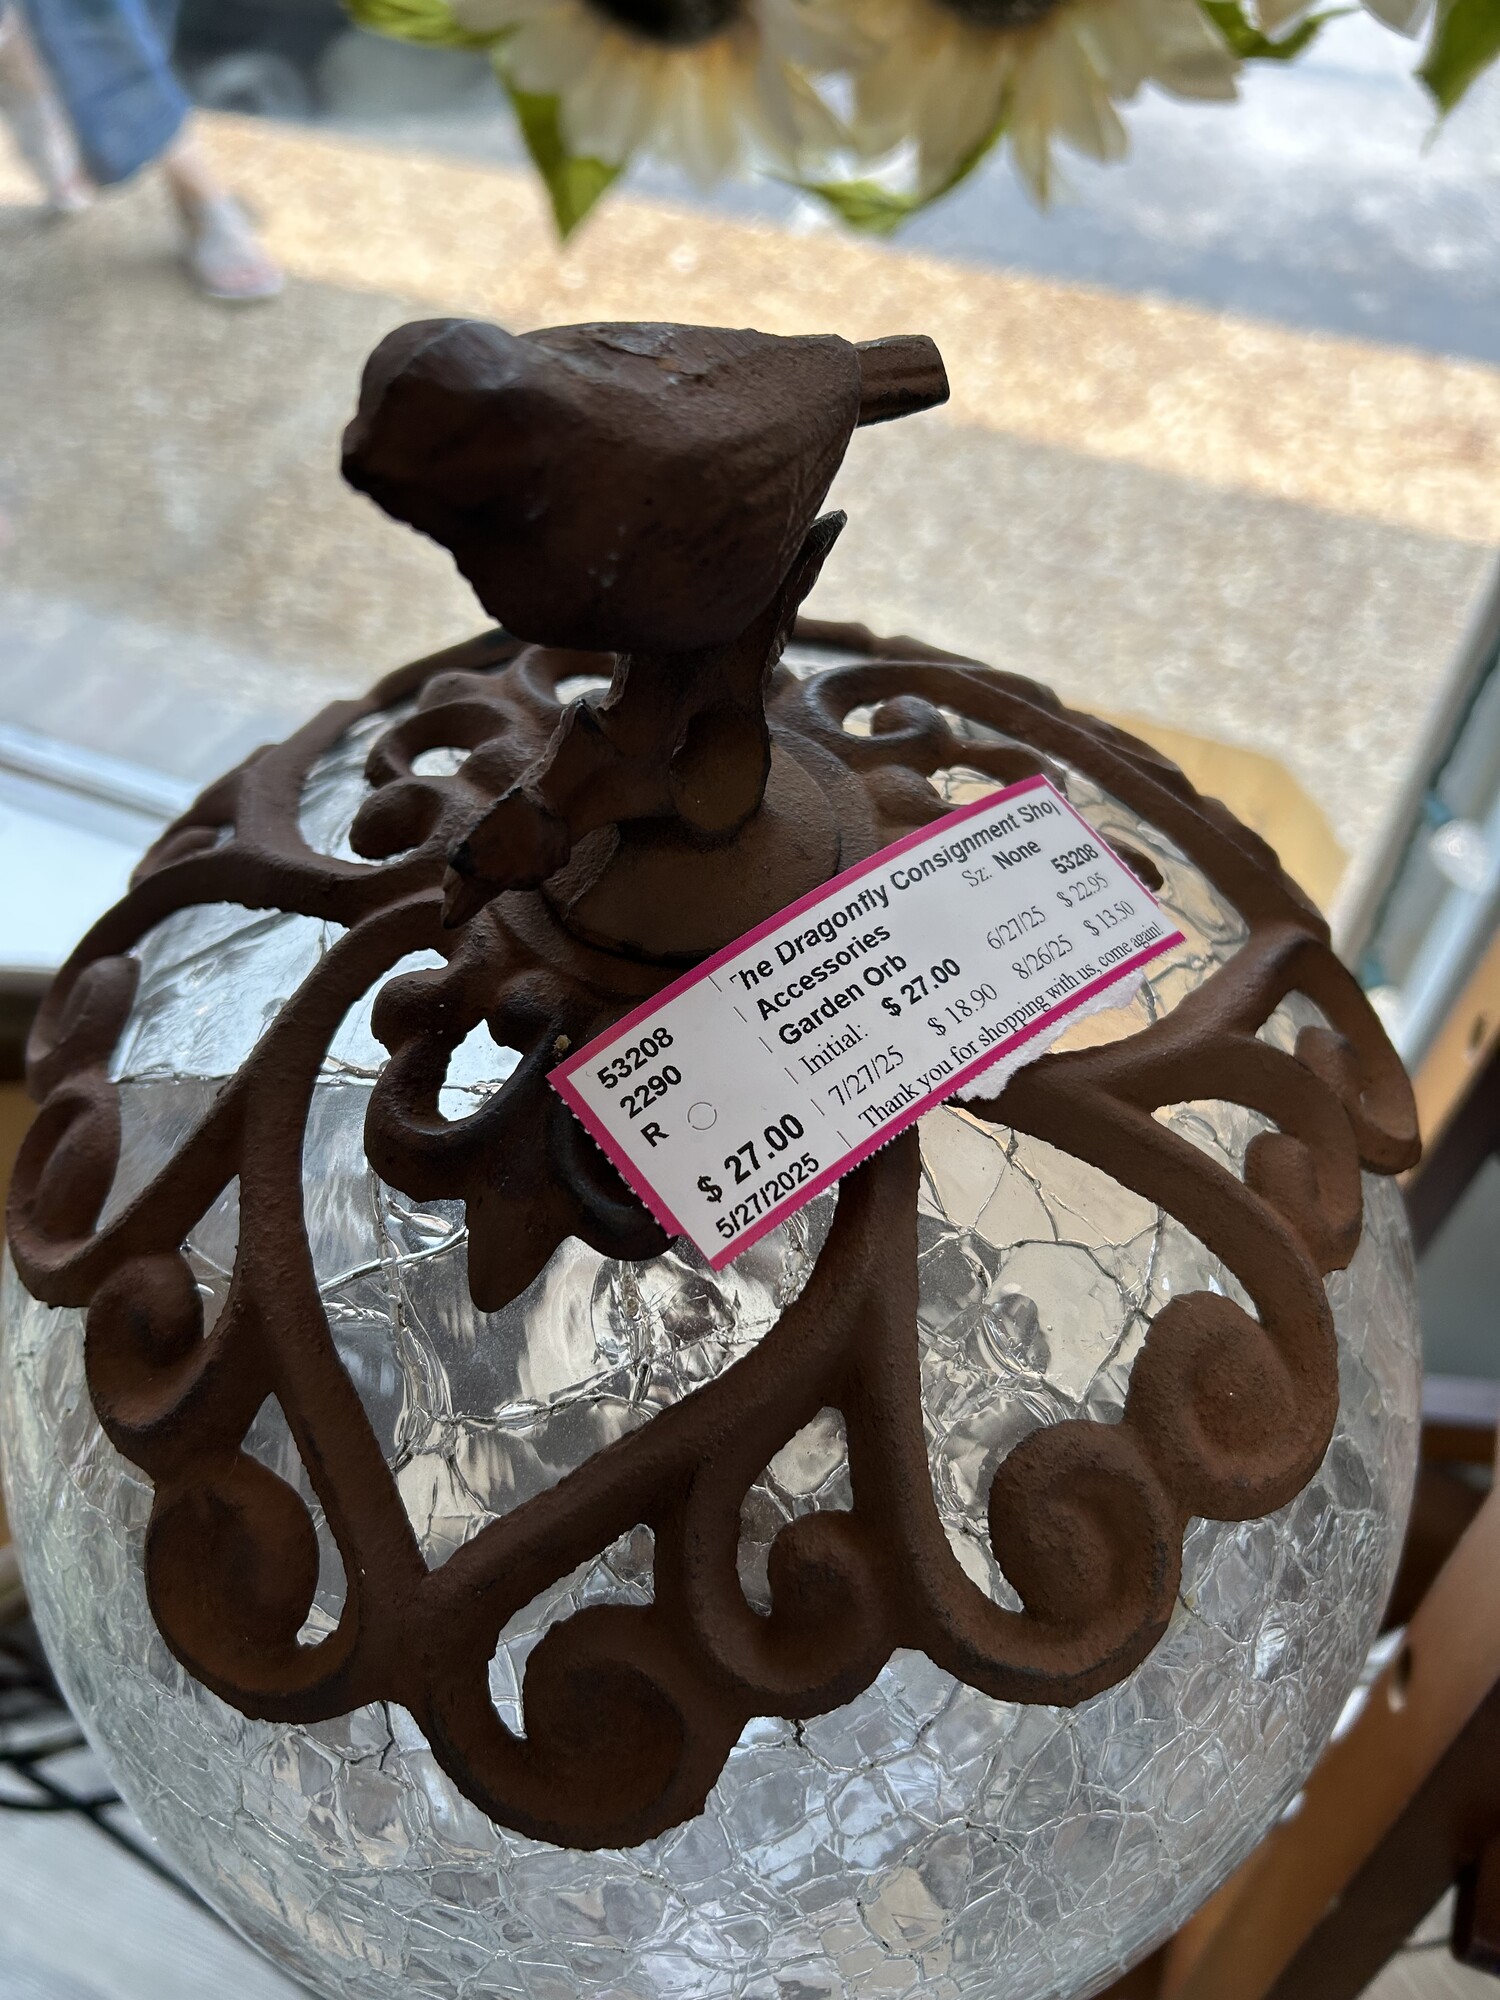 53208
2290
R
$ 27.00
5/27/2025
The Dragonfly Consignment Shop
Accessories Sz: None
Garden Orb 53208
Initial: $ 27.00 6/27/25 $ 22.95
7/27/25 $ 18.90 8/26/25 $ 13.50
Thank you for shopping with us, come again!